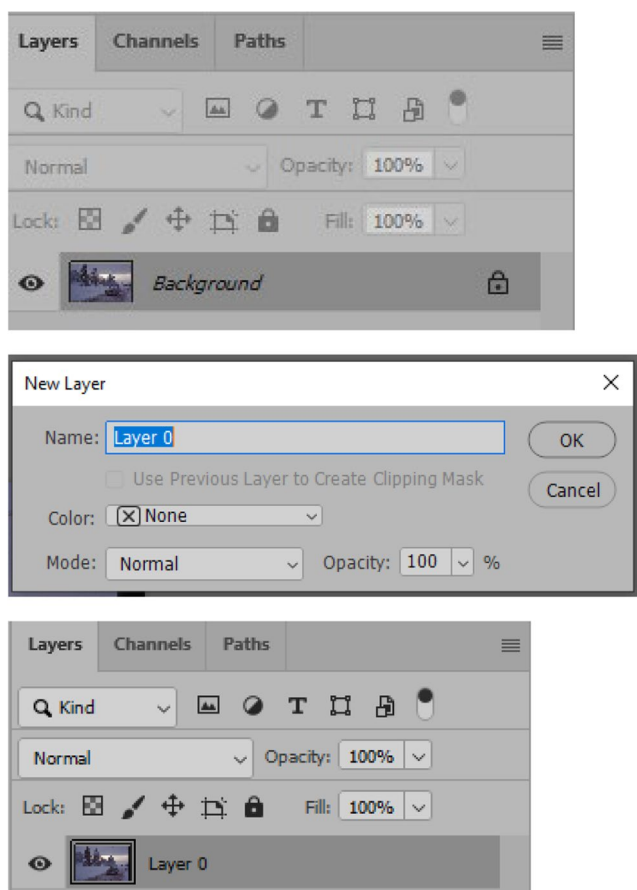 Layers Channels Paths
Kind T
Normal Opacity: 100%
Lock: Fill: 100%
Background
New Layer
Name: Layer 0 OK
Use Previous Layer to Create Clipping Mask
Cancel
Color: None
Mode: Normal Opacity: 100 %
Layers Channels Paths
Kind T
Normal Opacity: 100%
Lock: Fill: 100%
Layer 0